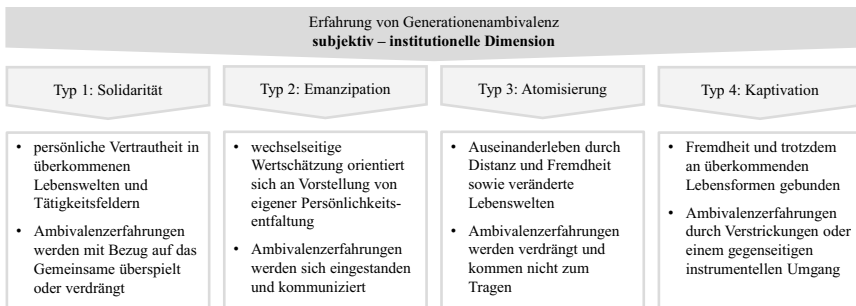 Erfahrung von Generationenambivalenz
subjektiv – institutionelle Dimension
Typ 1: Solidarität
Typ 2: Emanzipation
Typ 3: Atomisierung
Typ 4: Kaptivation
• persönliche Vertrautheit in
überkommenen
Lebenswelten und
Tätigkeitsfeldern
• Ambivalenzerfahrungen
werden mit Bezug auf das
Gemeinsame überspielt
oder verdrängt
• wechselseitige
Wertschätzung orientiert
sich an Vorstellung von
eigener Persönlichkeits-
entfaltung
• Ambivalenzerfahrungen
werden sich eingestanden
und kommuniziert
• Auseinanderleben durch
Distanz und Fremdheit
sowie veränderte
Lebenswelten
• Ambivalenzerfahrungen
werden verdrängt und
kommen nicht zum
Tragen
• Fremdheit und trotzdem
an überkommenden
Lebensformen gebunden
• Ambivalenzerfahrungen
durch Verstrickungen oder
einem gegenseitigen
instrumentellen Umgang